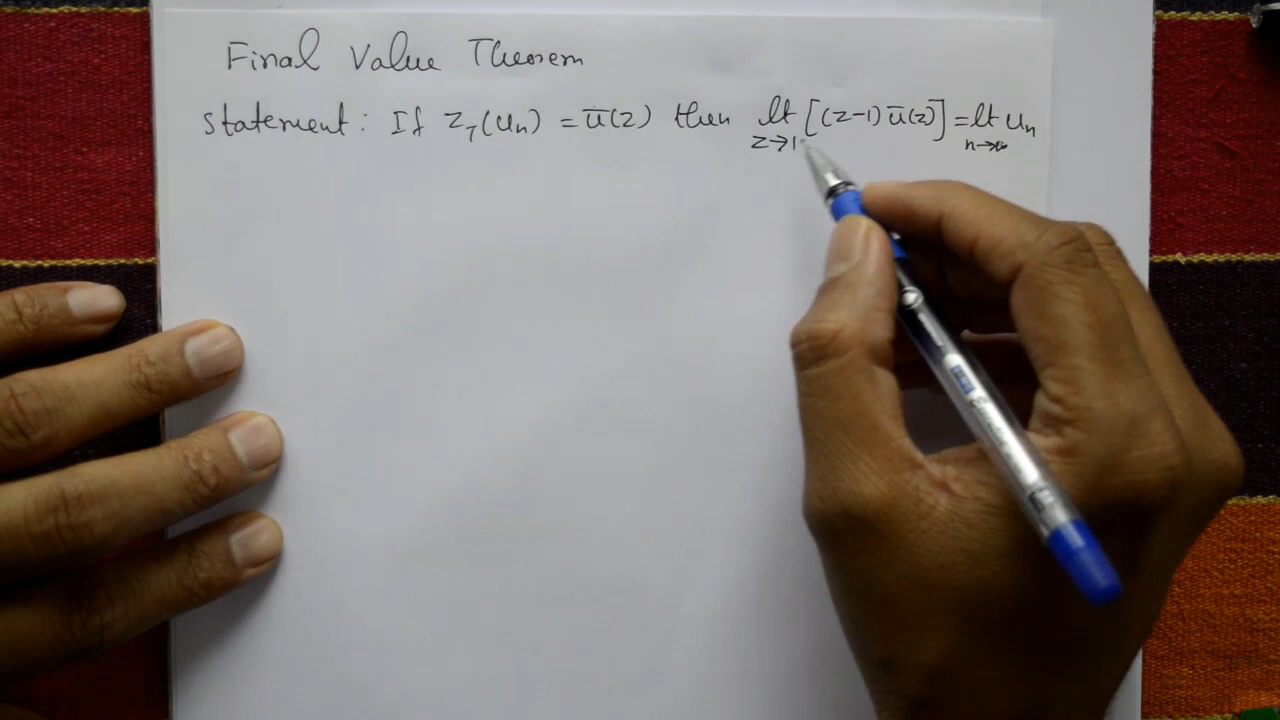 Final Value Theorem
Statement: If Z_T(u_n) = ū(z) then lt_{z→1} [(z-1) ū(z)] = lt_{n→∞} u_n